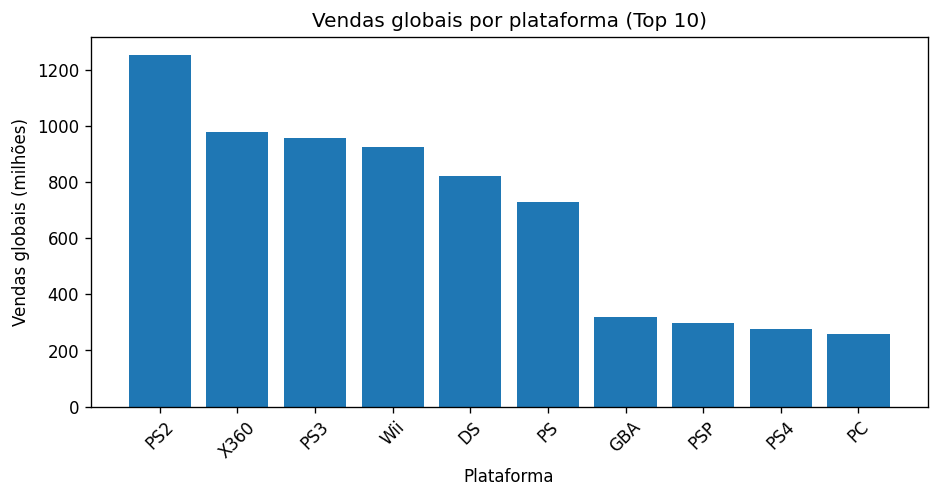 Vendas globais por plataforma (Top 10)
Vendas globais (milhões)
1200
1000
800
600
400
200
0
PS2 X360 PS3 Wii DS PS GBA PSP PS4 PC
Plataforma